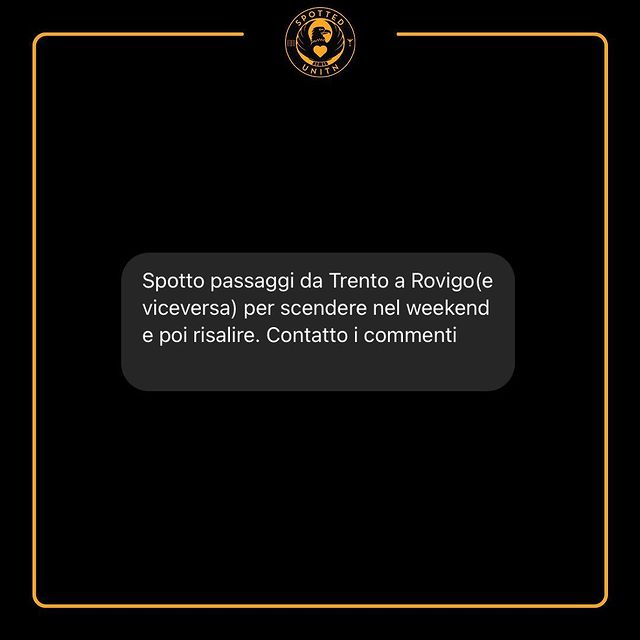 SPOTTED
UNITN
Spotto passaggi da Trento a Rovigo(e
viceversa) per scendere nel weekend
e poi risalire. Contatto i commenti